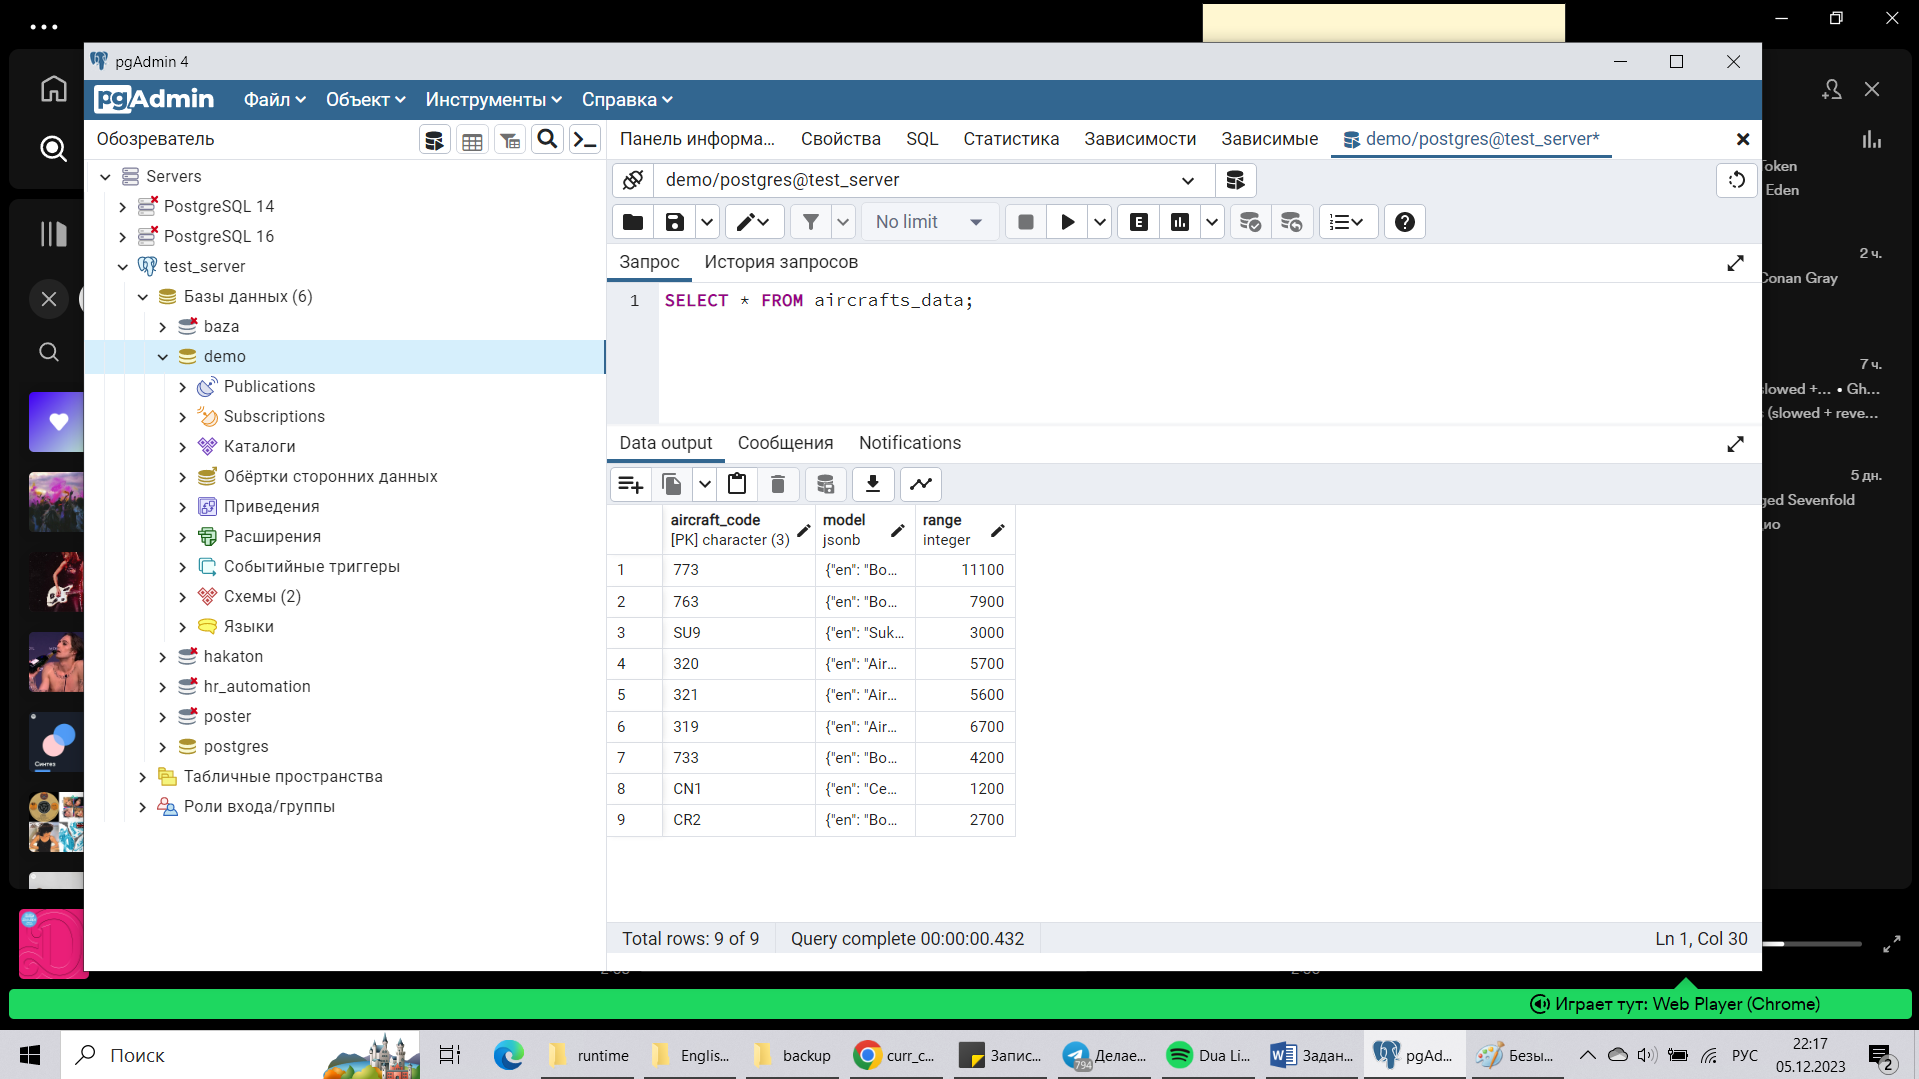 pgAdmin 4
pgAdmin
Файл
Объект
Инструменты
Справка
Обозреватель
Панель информа...
Свойства
SQL
Статистика
Зависимости
Зависимые
demo/postgres@test_server*
Servers
PostgreSQL 14
PostgreSQL 16
test_server
Базы данных (6)
baza
demo
Publications
Subscriptions
Каталоги
Обёртки сторонних данных
Приведения
Расширения
Событийные триггеры
Схемы (2)
Языки
hakaton
hr_automation
poster
postgres
Табличные пространства
Роли входа/группы
demo/postgres@test_server
No limit
E
Запрос
История запросов
1
SELECT * FROM aircrafts_data;
Data output
Сообщения
Notifications
aircraft_code
[PK] character (3)
model
jsonb
range
integer
1 773 {"en": "Bo... 11100
2 763 {"en": "Bo... 7900
3 SU9 {"en": "Suk... 3000
4 320 {"en": "Air... 5700
5 321 {"en": "Air... 5600
6 319 {"en": "Air... 6700
7 733 {"en": "Bo... 4200
8 CN1 {"en": "Ce... 1200
9 CR2 {"en": "Bo... 2700
Total rows: 9 of 9
Query complete 00:00:00.432
Ln 1, Col 30
Eden
2 ч.
Conan Gray
7 ч.
slowed +... • Gh...
(slowed + reve...
5 дн.
ged Sevenfold
Синтез
Играет тут: Web Player (Chrome)
Поиск
runtime
Englis...
backup
curr_c...
Запис...
794
Делае...
Dua Li...
Задан...
pgAd...
Безы...
РУС
22:17
05.12.2023
2